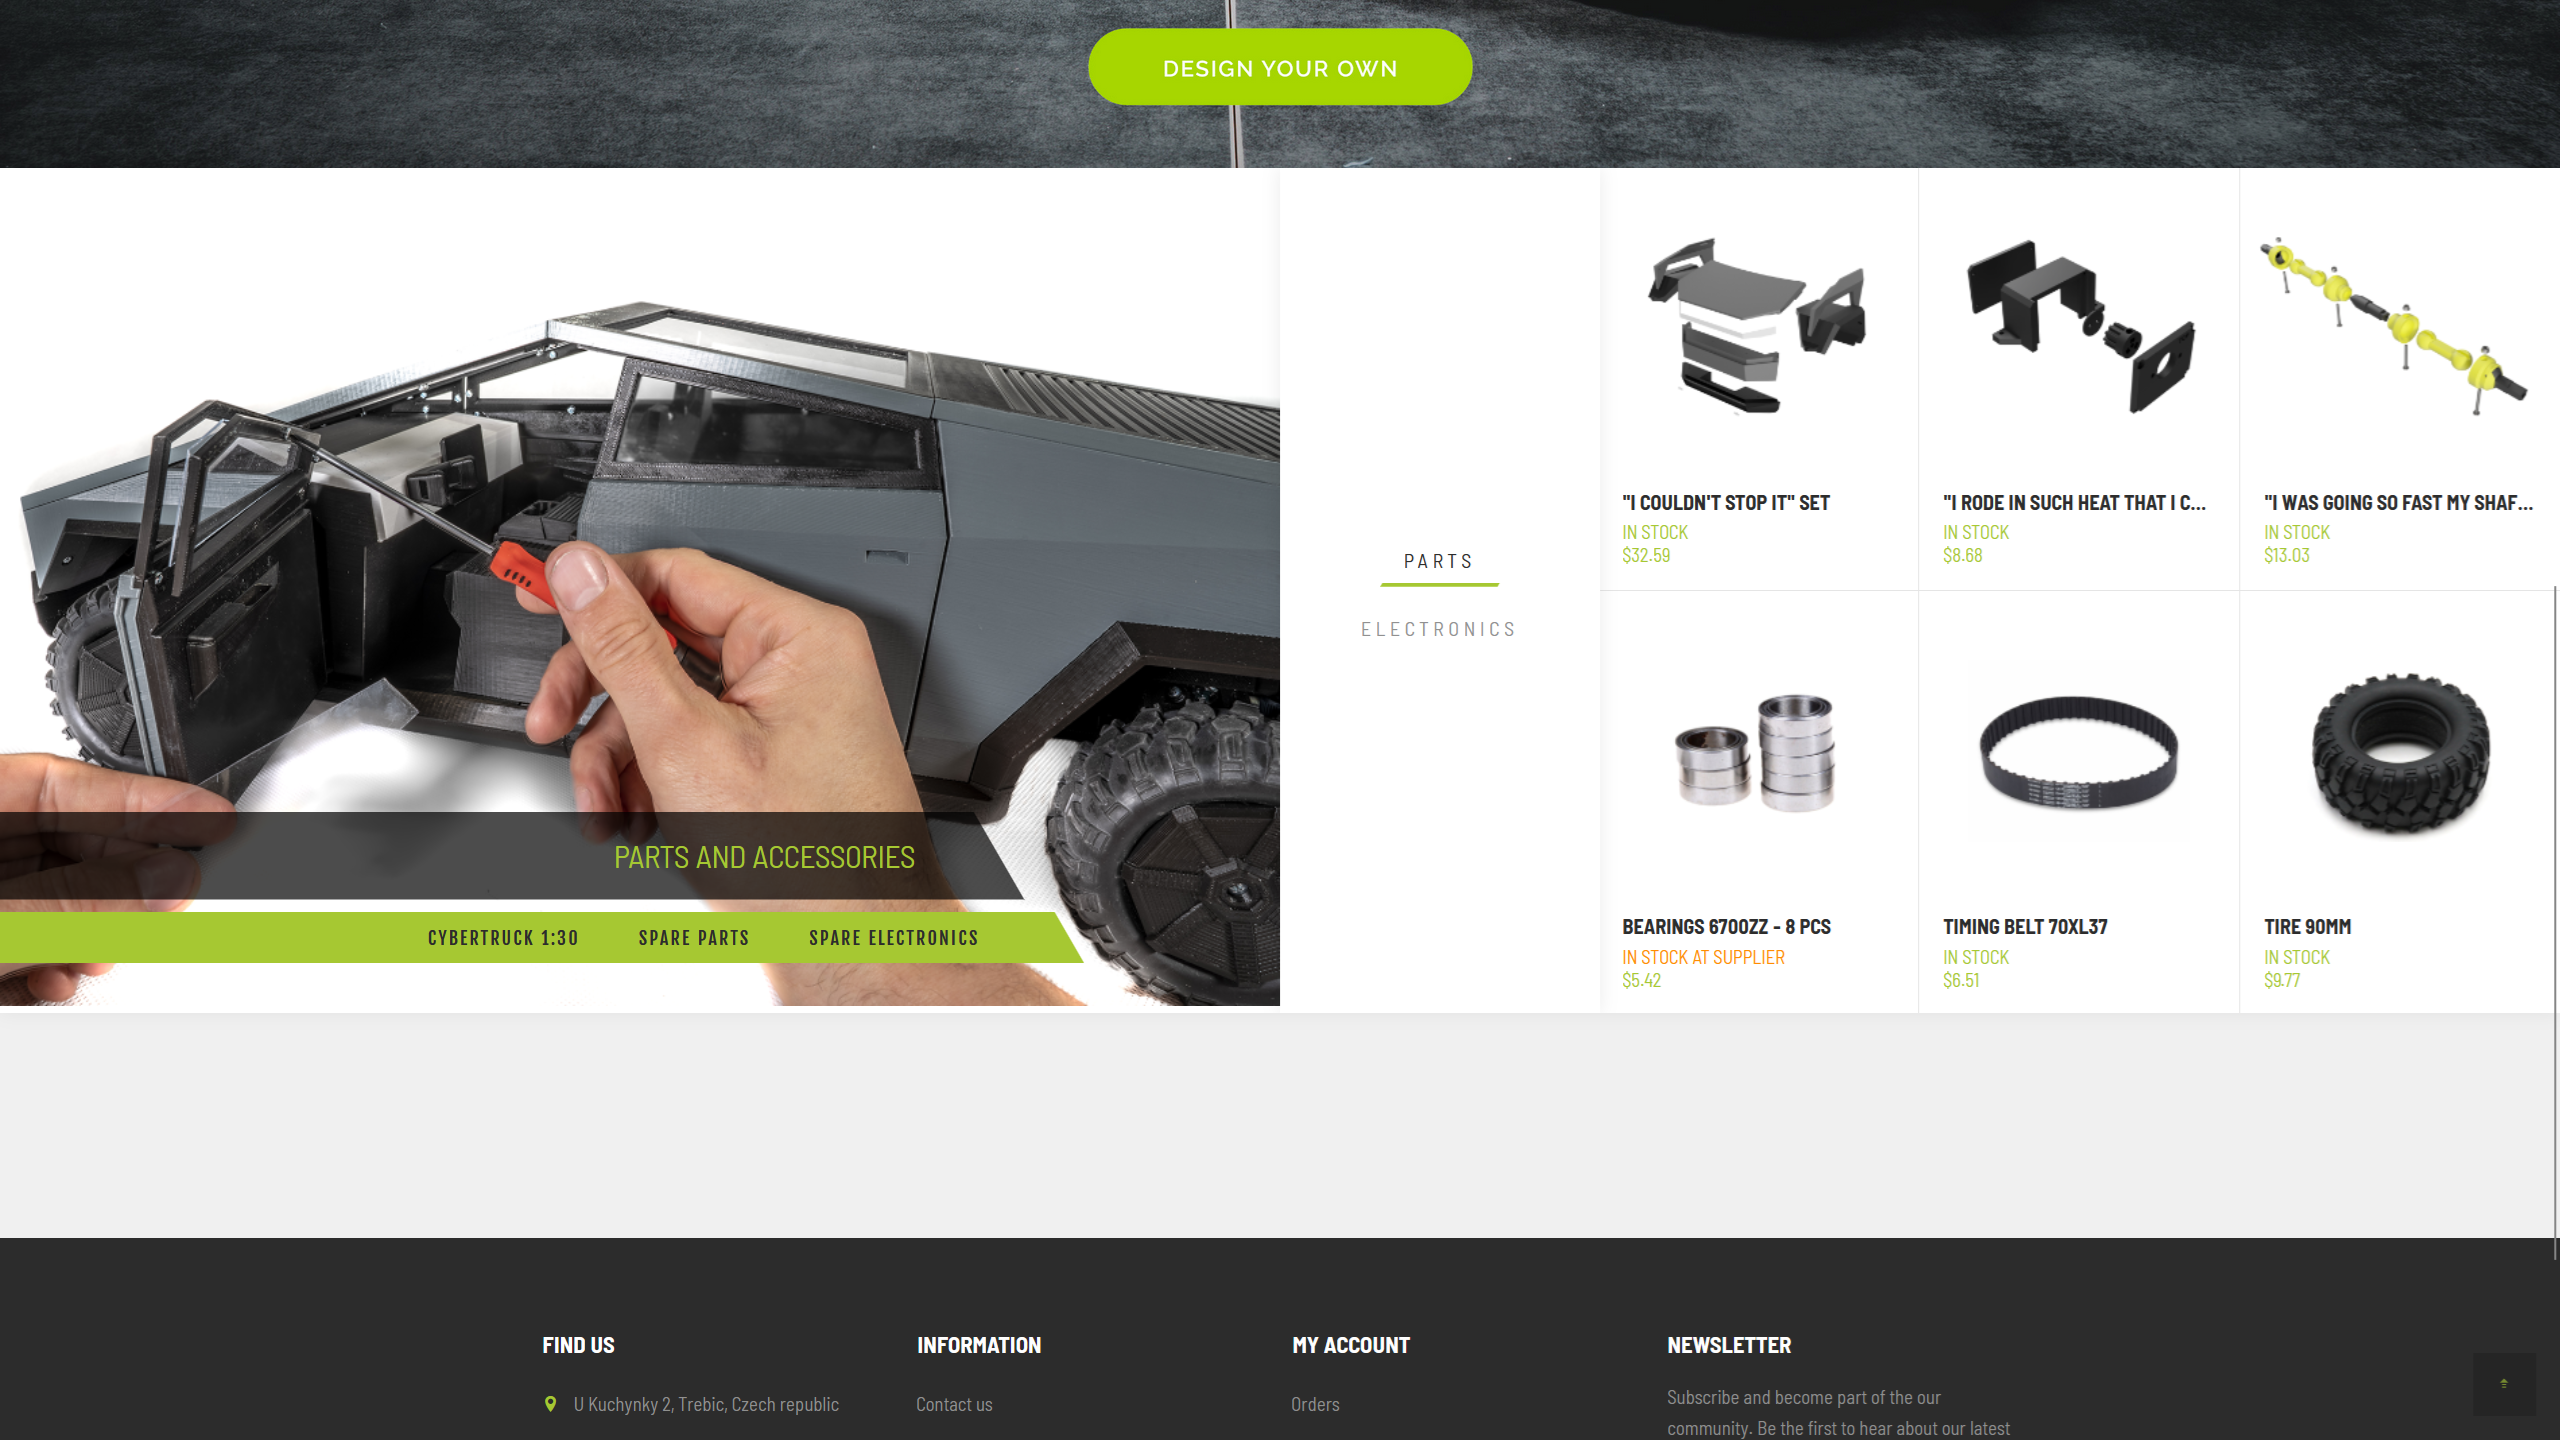 DESIGN YOUR OWN
PARTS AND ACCESSORIES
CYBERTRUCK 1:30
SPARE PARTS
SPARE ELECTRONICS
PARTS
ELECTRONICS
"I COULDN'T STOP IT" SET
IN STOCK
$32.59
"I RODE IN SUCH HEAT THAT I C...
IN STOCK
$8.68
"I WAS GOING SO FAST MY SHAF...
IN STOCK
$13.03
BEARINGS 6700ZZ - 8 PCS
IN STOCK AT SUPPLIER
$5.42
TIMING BELT 70XL37
IN STOCK
$6.51
TIRE 90MM
IN STOCK
$9.77
FIND US
U Kuchynky 2, Trebic, Czech republic
INFORMATION
Contact us
MY ACCOUNT
Orders
NEWSLETTER
Subscribe and become part of the our
community. Be the first to hear about our latest